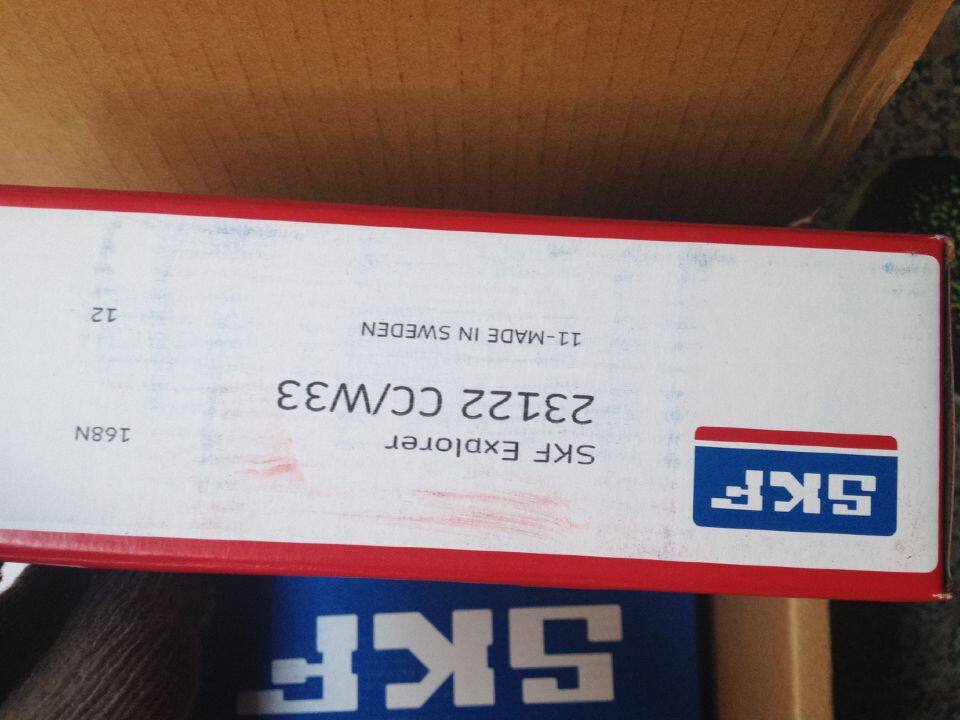 SKF
SKF
SKF Explorer
168N
23122 CC/W33
11-MADE IN SWEDEN
12